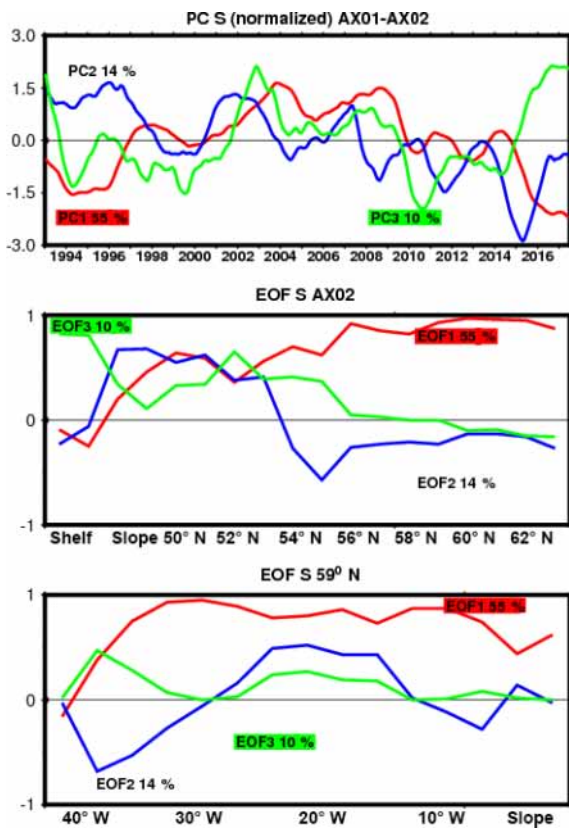 PC S (normalized) AX01-AX02
3.0
PC2 14 %
1.5
0.0
-1.5
PC1 55 %
PC3 10 %
-3.0
1994 1996 1998 2000 2002 2004 2006 2008 2010 2012 2014 2016
EOF S AX02
1
EOF3 10 %
EOF1 55 %
0
EOF2 14 %
-1
Shelf Slope 50° N 52° N 54° N 56° N 58° N 60° N 62° N
EOF S 59⁰ N
1
EOF1 55 %
0
EOF3 10 %
EOF2 14 %
-1
40° W 30° W 20° W 10° W Slope